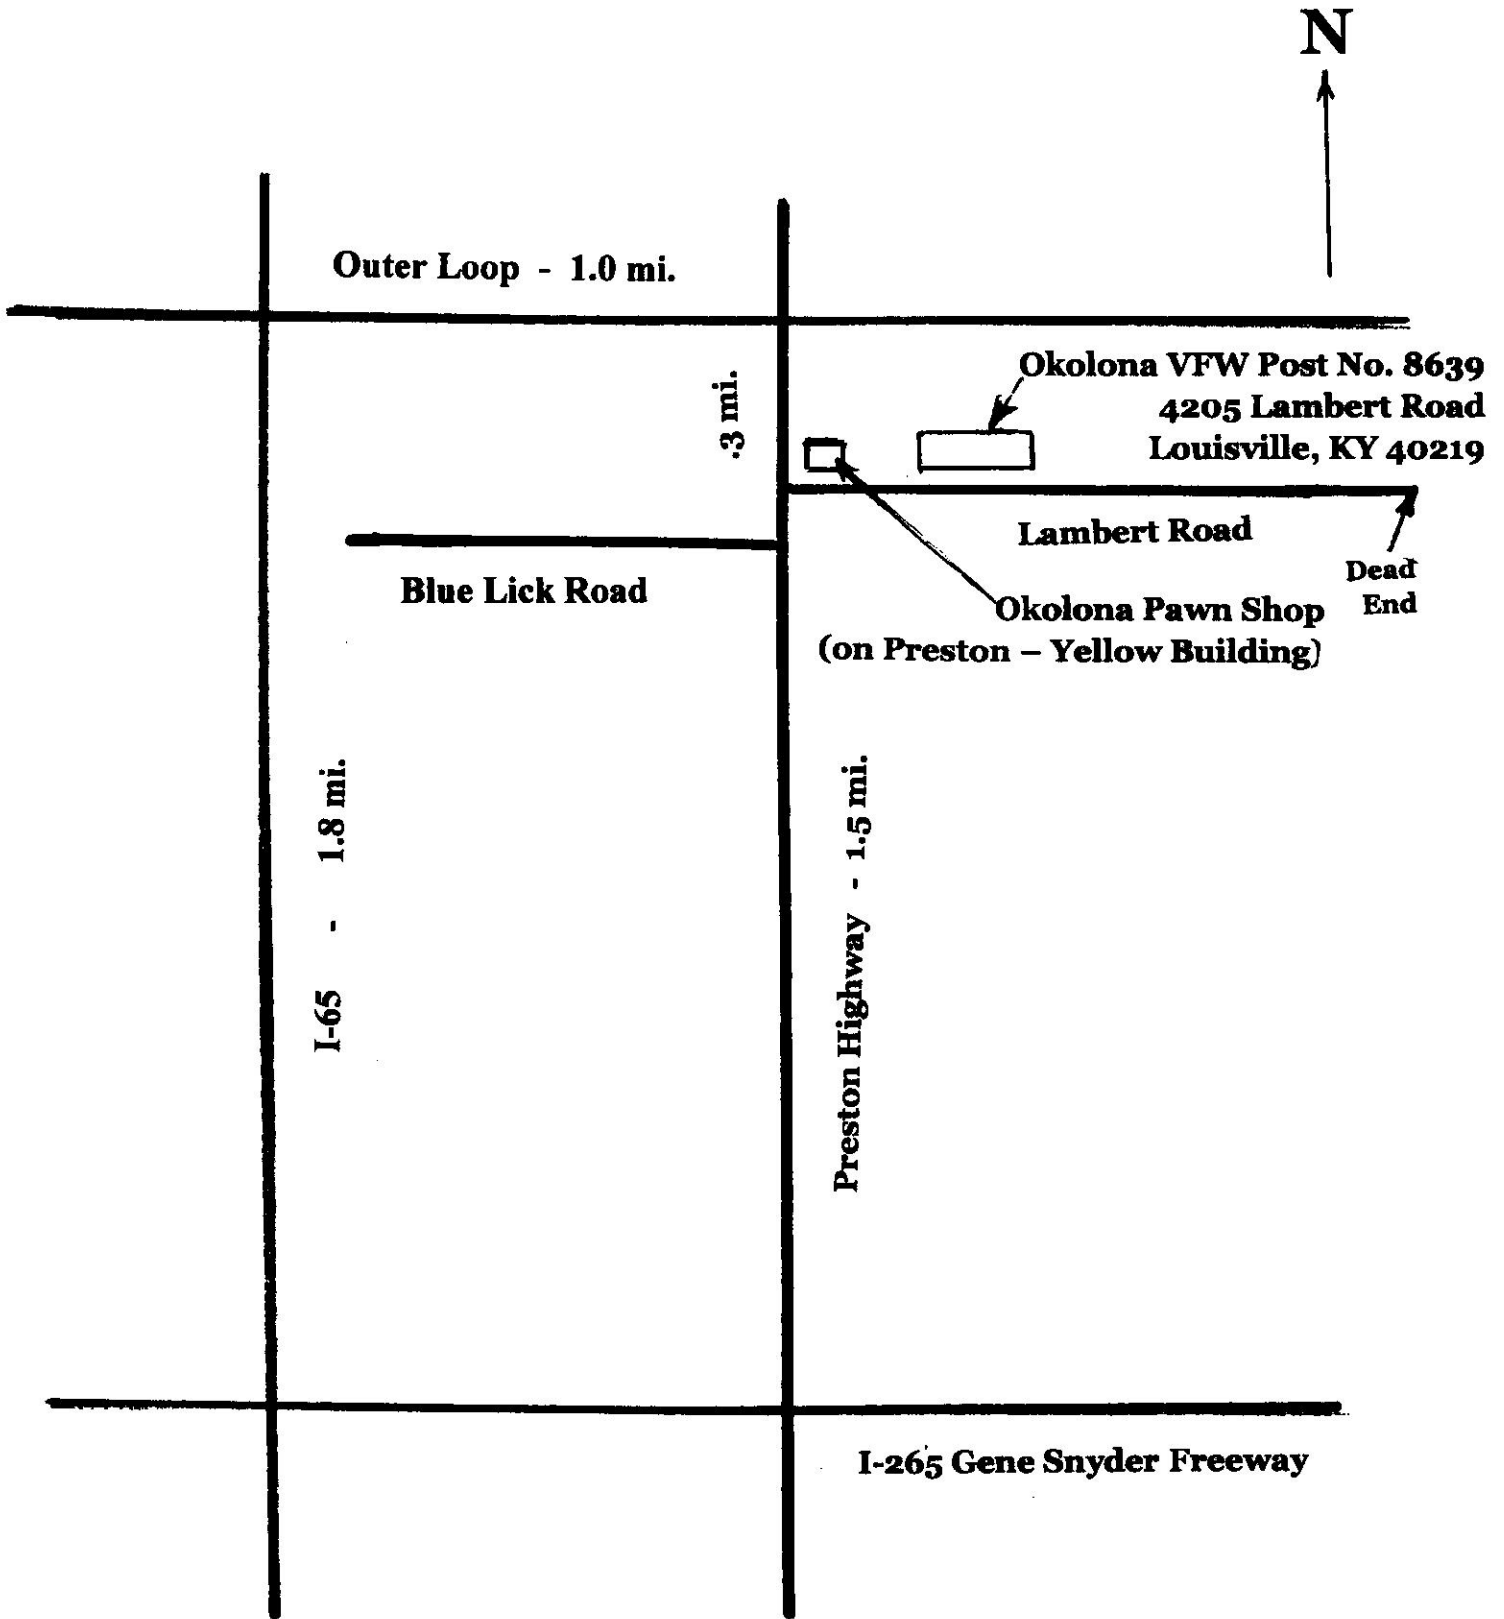 N
Outer Loop - 1.0 mi.
.3 mi.
Okolona VFW Post No. 8639
4205 Lambert Road
Louisville, KY 40219
Lambert Road
Dead
End
Blue Lick Road
Okolona Pawn Shop
(on Preston – Yellow Building)
I-65 - 1.8 mi.
Preston Highway - 1.5 mi.
I-265 Gene Snyder Freeway